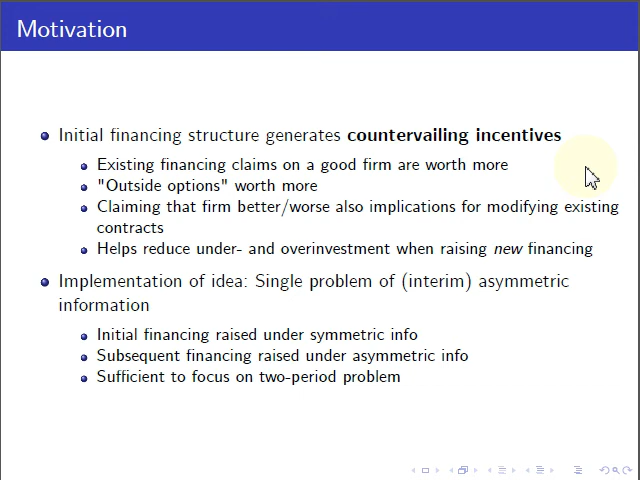 Motivation
Initial financing structure generates countervailing incentives
Existing financing claims on a good firm are worth more
"Outside options" worth more
Claiming that firm better/worse also implications for modifying existing
contracts
Helps reduce under- and overinvestment when raising new financing
Implementation of idea: Single problem of (interim) asymmetric
information
Initial financing raised under symmetric info
Subsequent financing raised under asymmetric info
Sufficient to focus on two-period problem